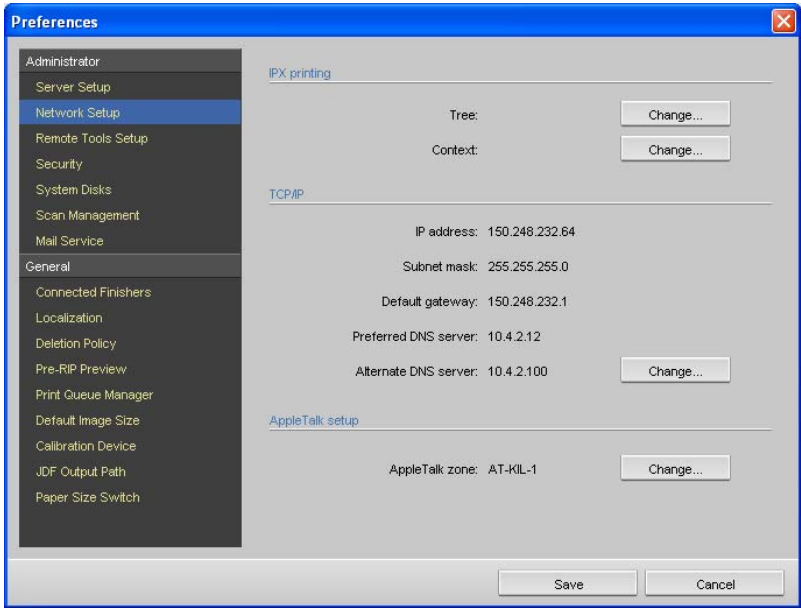 Preferences
Administrator
Server Setup
Network Setup
Remote Tools Setup
Security
System Disks
Scan Management
Mail Service
General
Connected Finishers
Localization
Deletion Policy
Pre-RIP Preview
Print Queue Manager
Default Image Size
Calibration Device
JDF Output Path
Paper Size Switch
IPX printing
Tree: Change...
Context: Change...
TCP/IP
IP address: 150.248.232.64
Subnet mask: 255.255.255.0
Default gateway: 150.248.232.1
Preferred DNS server: 10.4.2.12
Alternate DNS server: 10.4.2.100 Change...
AppleTalk setup
AppleTalk zone: AT-KIL-1 Change...
Save Cancel